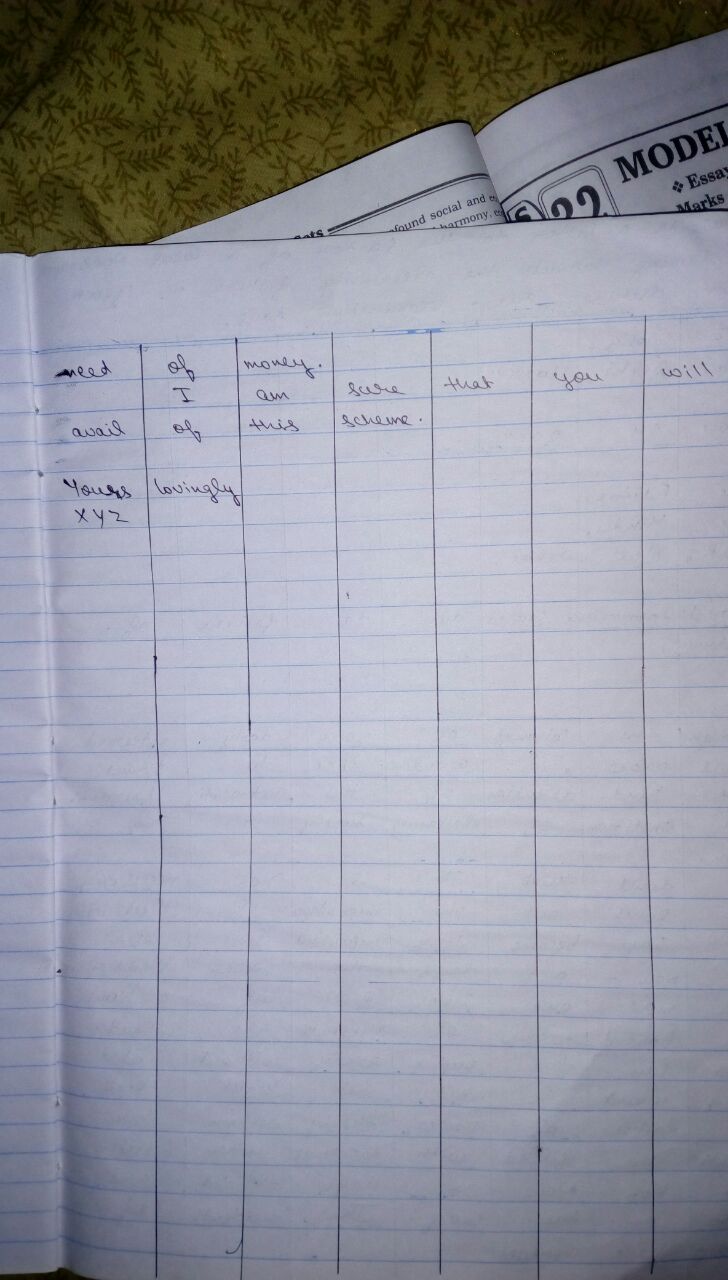 MODEL
❖ Essay
Marks
22
ound social and
harmony,
need of money.
I am sure that you will
avail of this scheme.
Yours lovingly
XYZ